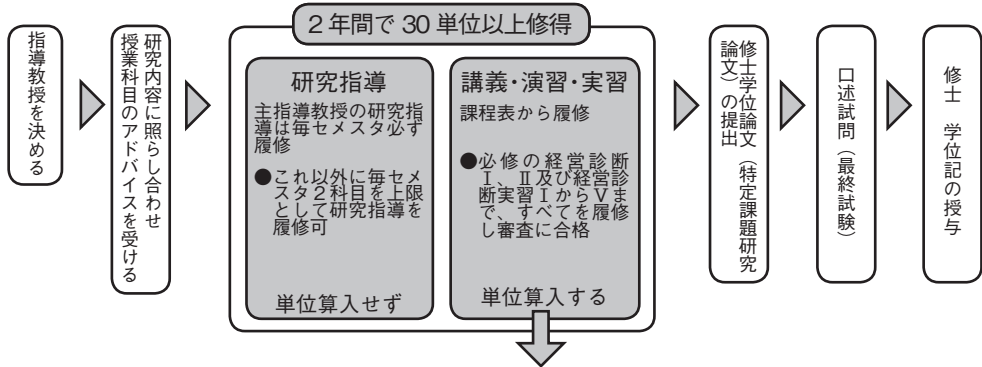 指導教授を決める
研究内容に照らし合わせ
授業科目のアドバイスを受ける
2年間で30単位以上修得
研究指導
主指導教授の研究指
導は毎セメスタ必ず
履修
●これ以外に毎セメ
スタ2科目を上限
として研究指導を
履修可
単位算入せず
講義・演習・実習
課程表から履修
●必修の経営診断
Ⅰ、Ⅱ及び経営診
断実習ⅠからⅤま
で、すべてを履修
し審査に合格
単位算入する
修士学位論文（特定課題研究
論文）の提出
口述試問（最終試験）
修士　学位記の授与